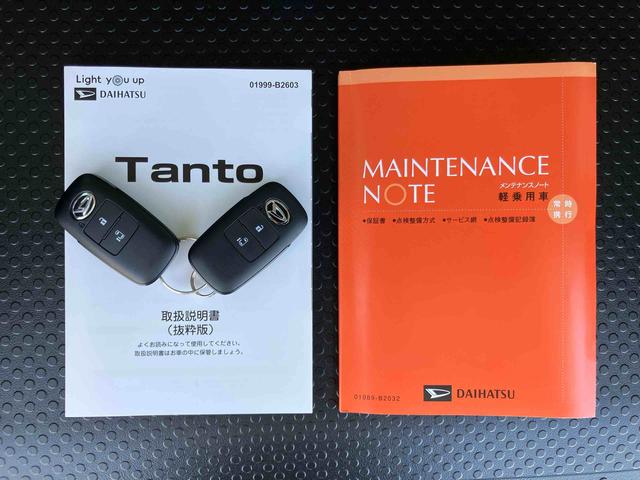 Light you up
DAIHATSU
01999-B2603
Tanto
取扱説明書
(抜粋版)
よくお読みになって使用してください。
取扱説明書はお車の中に保管しましょう。
MAINTENANCE
NOTE
メンテナンスノート
軽乗用車
常時
携行
●保証書 ●点検整備方式 ●サービス網 ●点検整備記録簿
01989-B2032
DAIHATSU